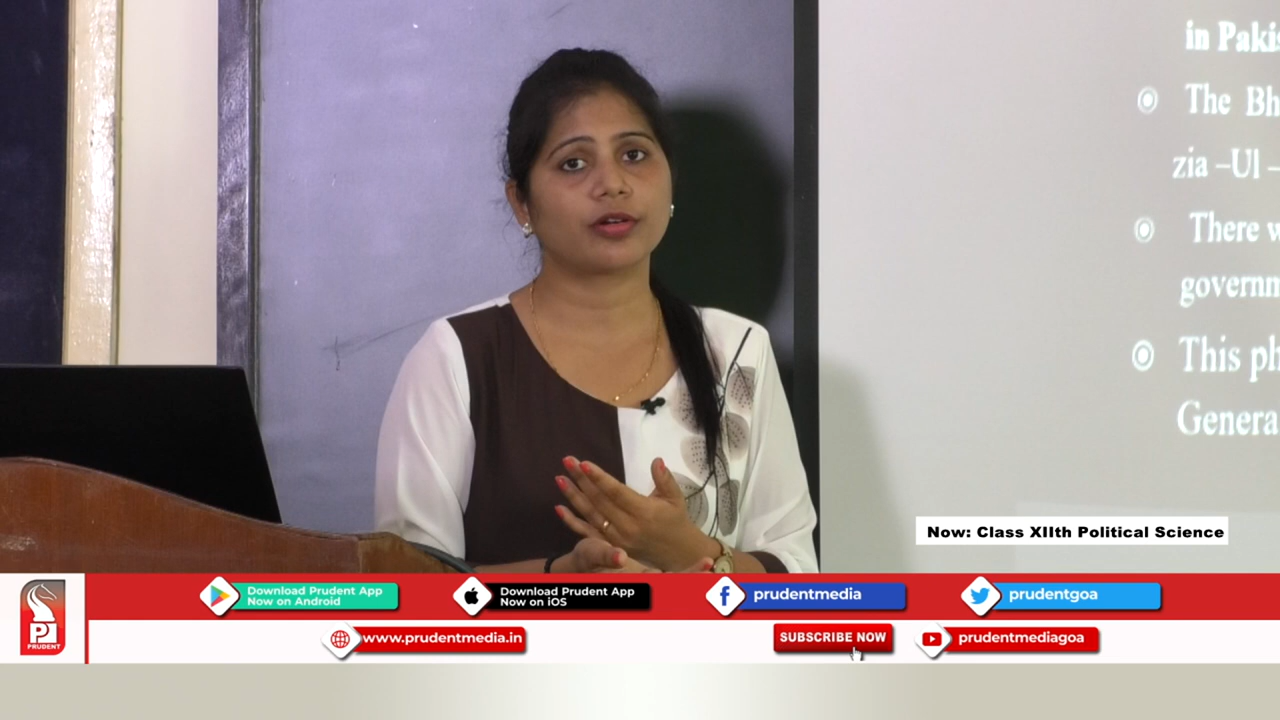 in Paki
The Bh
zia –Ul –
There w
governm
This ph
Genera
Now: Class XIIth Political Science
Download Prudent App
Now on Android
Download Prudent App
Now on iOS
prudentmedia
prudentgoa
PRUDENT
www.prudentmedia.in
SUBSCRIBE NOW
prudentmediagoa